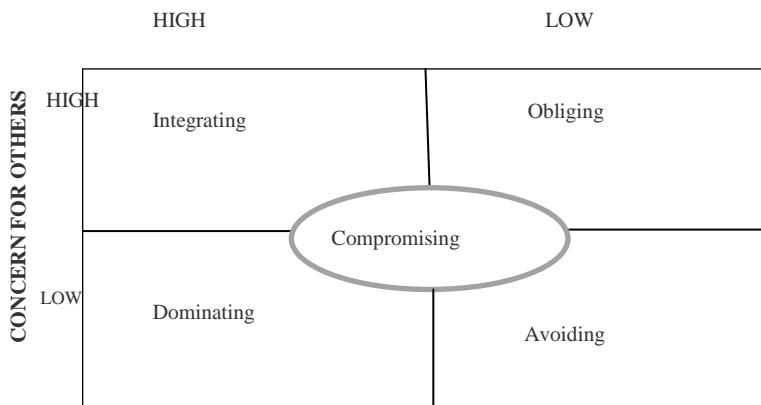 HIGH
LOW
CONCERN FOR OTHERS
HIGH
Integrating
Obliging
Compromising
LOW
Dominating
Avoiding